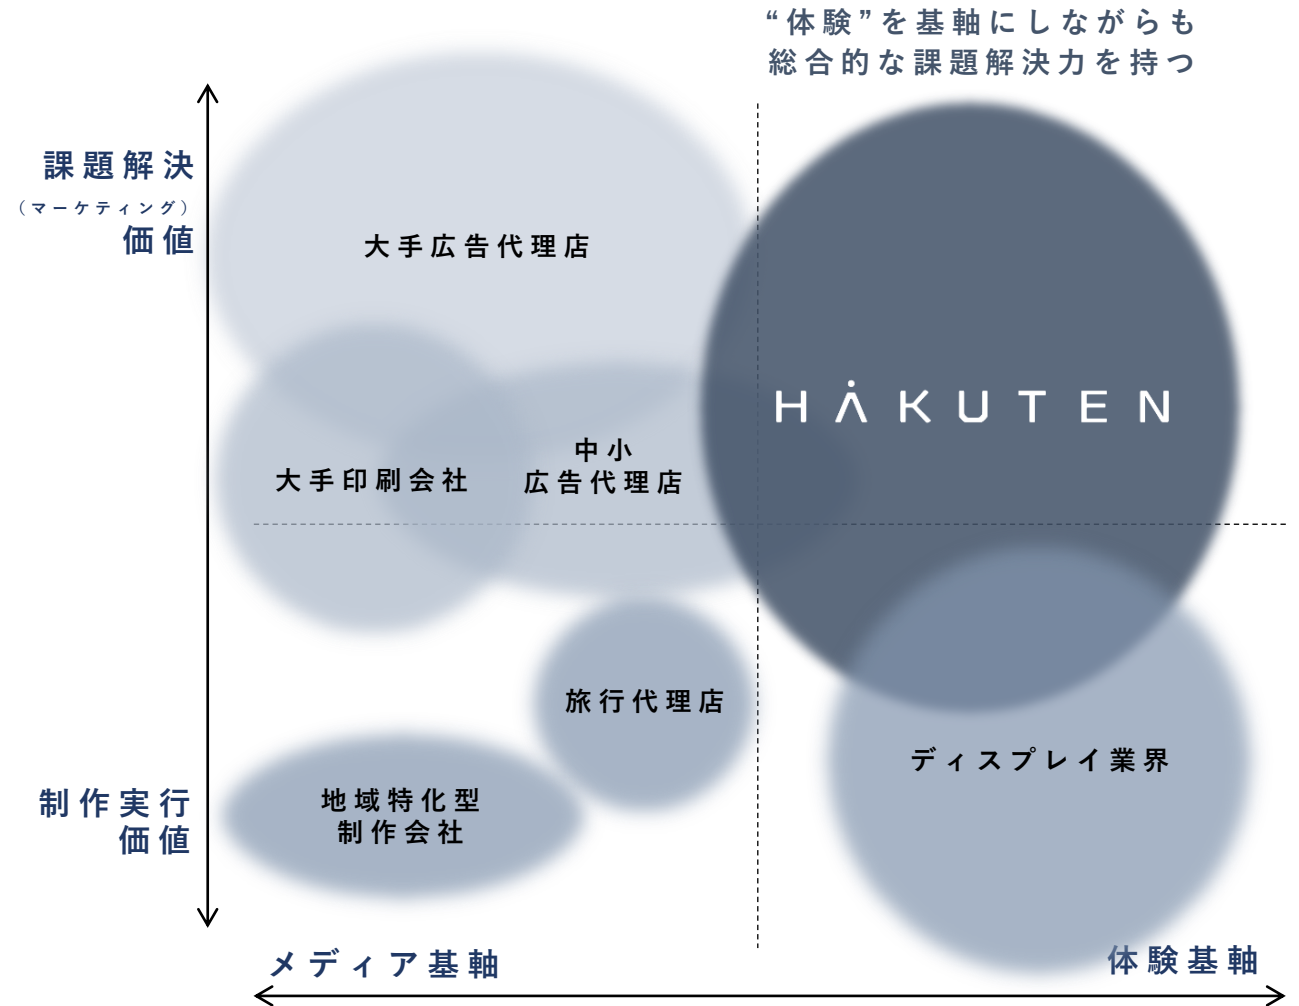 “体験”を基軸にしながらも
総合的な課題解決力を持つ
課題解決
（マーケティング）
価値
大手広告代理店
HAKUTEN
中小
広告代理店
大手印刷会社
旅行代理店
ディスプレイ業界
地域特化型
制作会社
制作実行
価値
メディア基軸
体験基軸